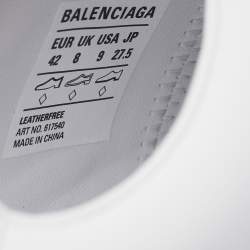 BALENCIAGA
EUR UK USA JP
42 8 9 27.5
LEATHERFREE
ART NO. 617540
MADE IN CHINA